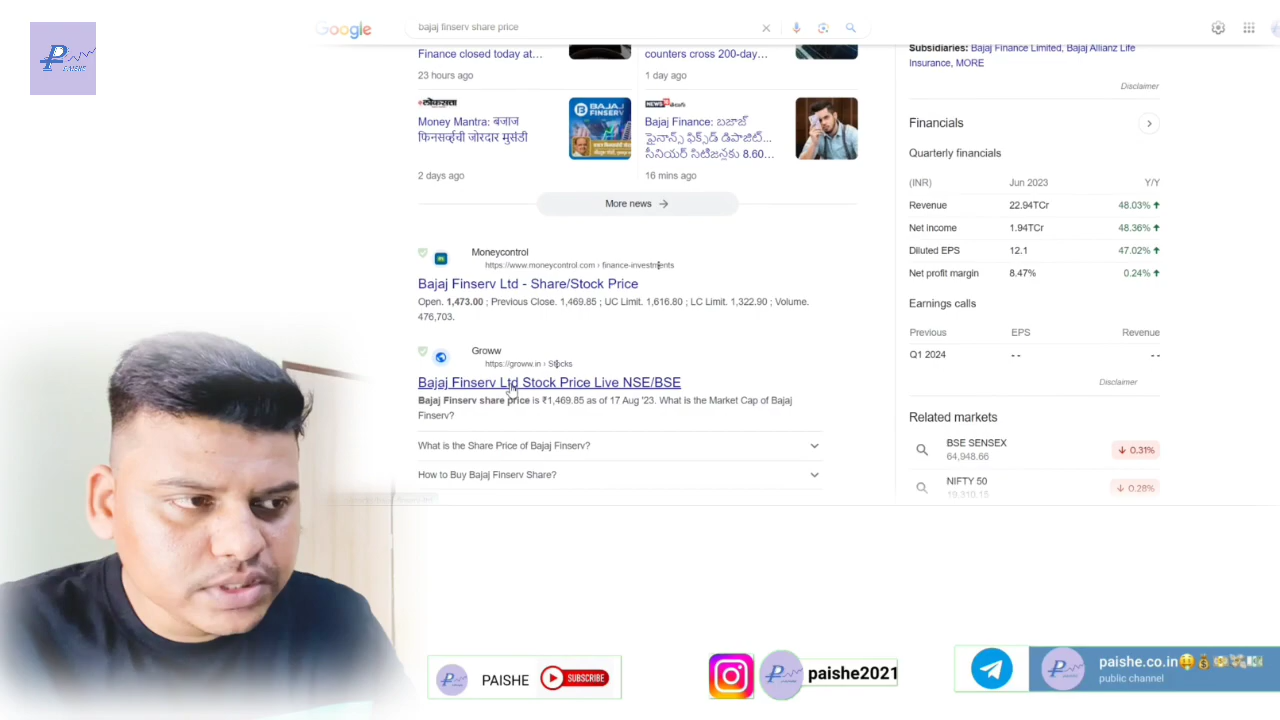 Google
bajaj finserv share price
PAISHE
Finance closed today at...
23 hours ago
counters cross 200-day...
1 day ago
लोकसत्ता
Money Mantra: बजाज
फिनसर्व्हची जोरदार मुसंडी
2 days ago
BAJAJ
FINSERV
NEWS18
Bajaj Finance: బజాజ్
ఫైనాన్స్ ఫిక్స్‌డ్ డిపాజిట్...
సీనియర్ సిటిజన్లకు 8.60...
16 mins ago
More news
Moneycontrol
https://www.moneycontrol.com › finance-investments
Bajaj Finserv Ltd - Share/Stock Price
Open. 1,473.00 ; Previous Close. 1,469.85 ; UC Limit. 1,616.80 ; LC Limit. 1,322.90 ; Volume.
476,703.
Groww
https://groww.in › Stocks
Bajaj Finserv Ltd Stock Price Live NSE/BSE
Bajaj Finserv share price is ₹1,469.85 as of 17 Aug '23. What is the Market Cap of Bajaj
Finserv?
What is the Share Price of Bajaj Finserv?
How to Buy Bajaj Finserv Share?
Subsidiaries: Bajaj Finance Limited, Bajaj Allianz Life
Insurance, MORE
Disclaimer
Financials
Quarterly financials
(INR) Jun 2023 Y/Y
Revenue 22.94TCr 48.03%
Net income 1.94TCr 48.36%
Diluted EPS 12.1 47.02%
Net profit margin 8.47% 0.24%
Earnings calls
Previous EPS Revenue
Q1 2024 - - - -
Disclaimer
Related markets
BSE SENSEX
64,948.66 0.31%
NIFTY 50
19,310.15 0.28%
PAISHE SUBSCRIBE
paishe2021
paishe.co.in🤑💰
public channel